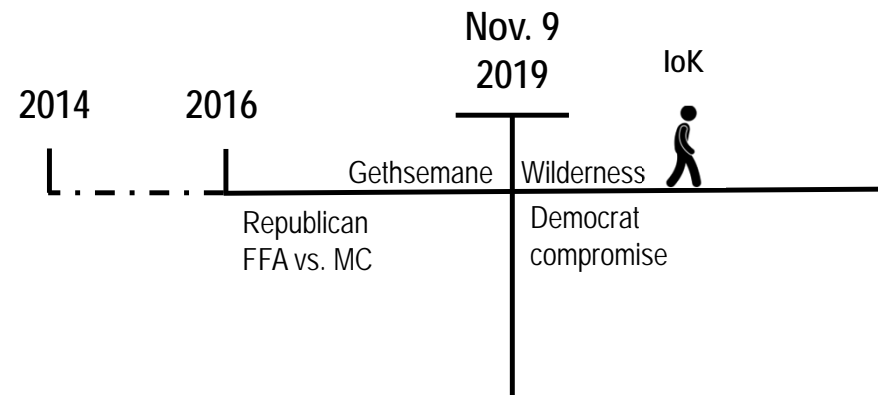 Nov. 9
2019
IoK
2014
2016
Gethsemane
Wilderness
Republican
FFA vs. MC
Democrat
compromise